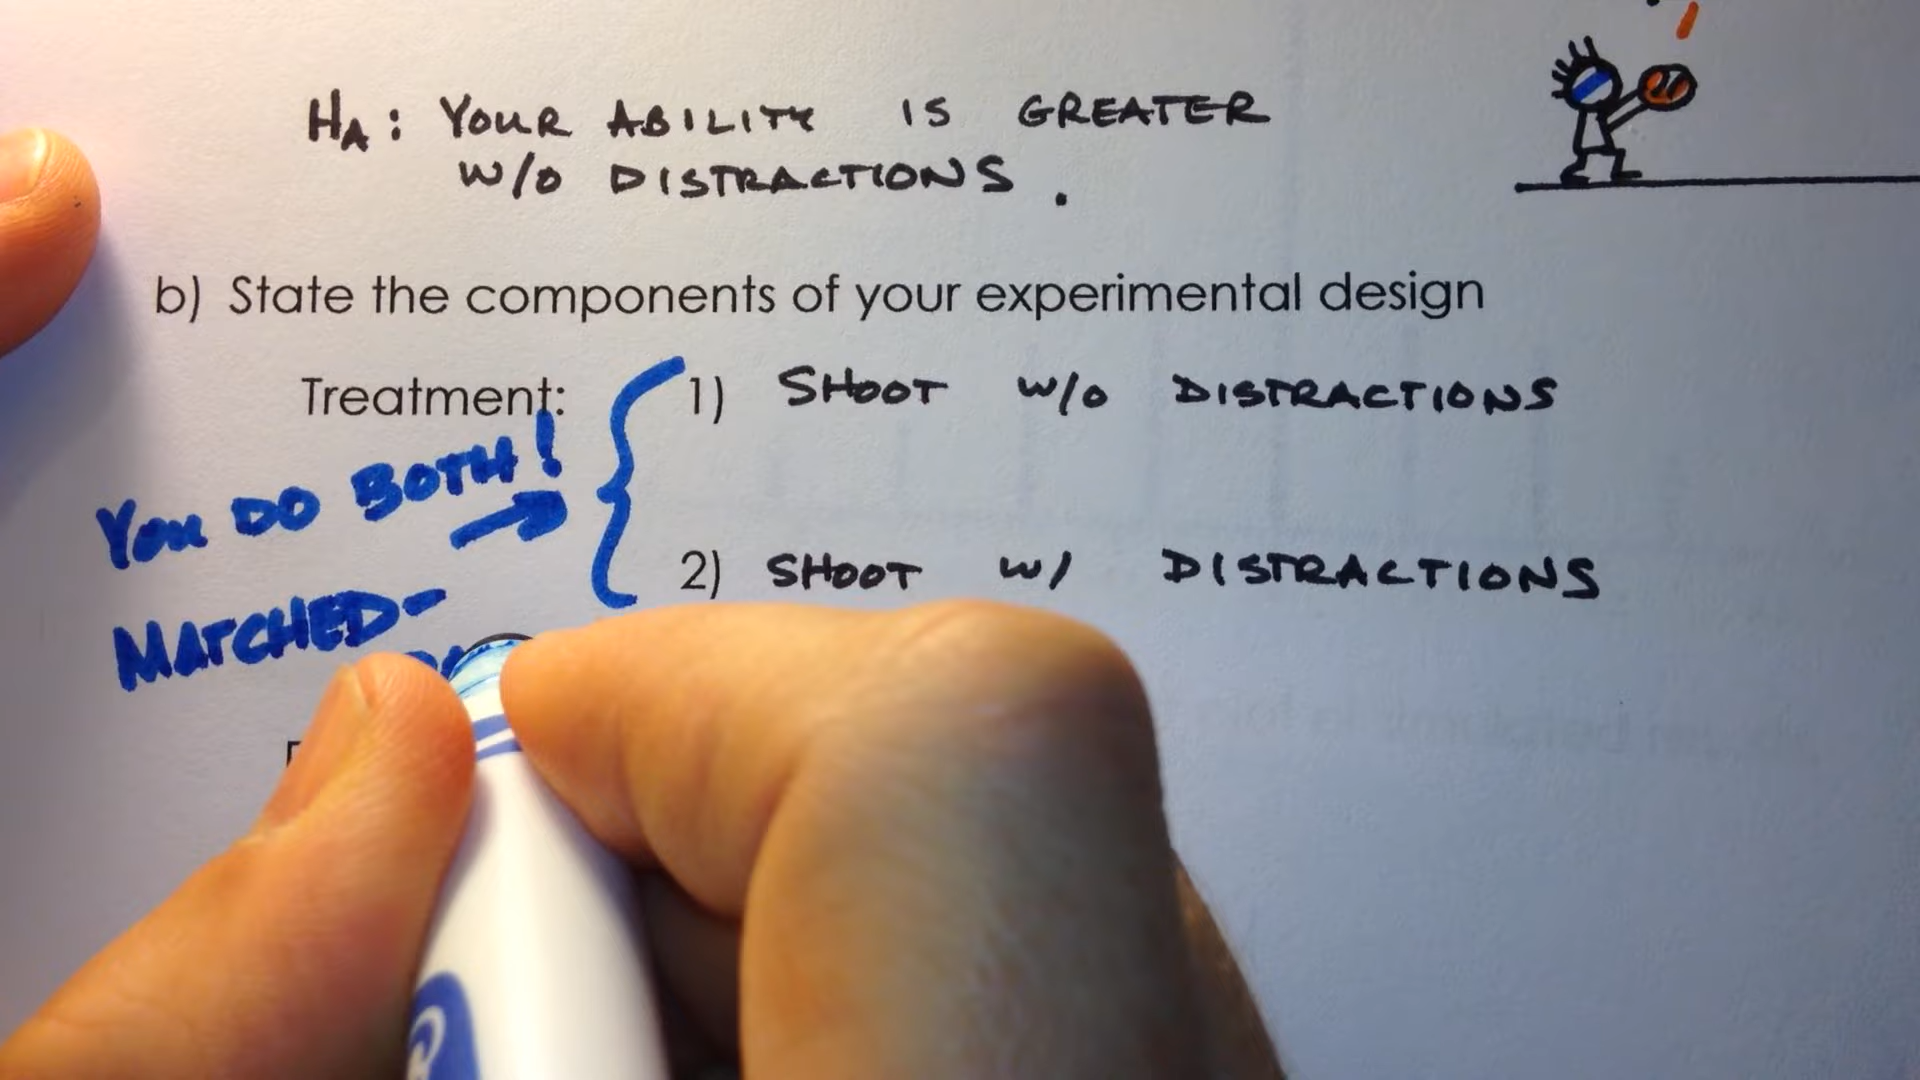 HA: YOUR ABILITY IS GREATER
W/O DISTRACTIONS.
b) State the components of your experimental design
Treatment: 1) SHOOT W/O DISTRACTIONS
YOU DO BOTH!
2) SHOOT W/ DISTRACTIONS
MATCHED-